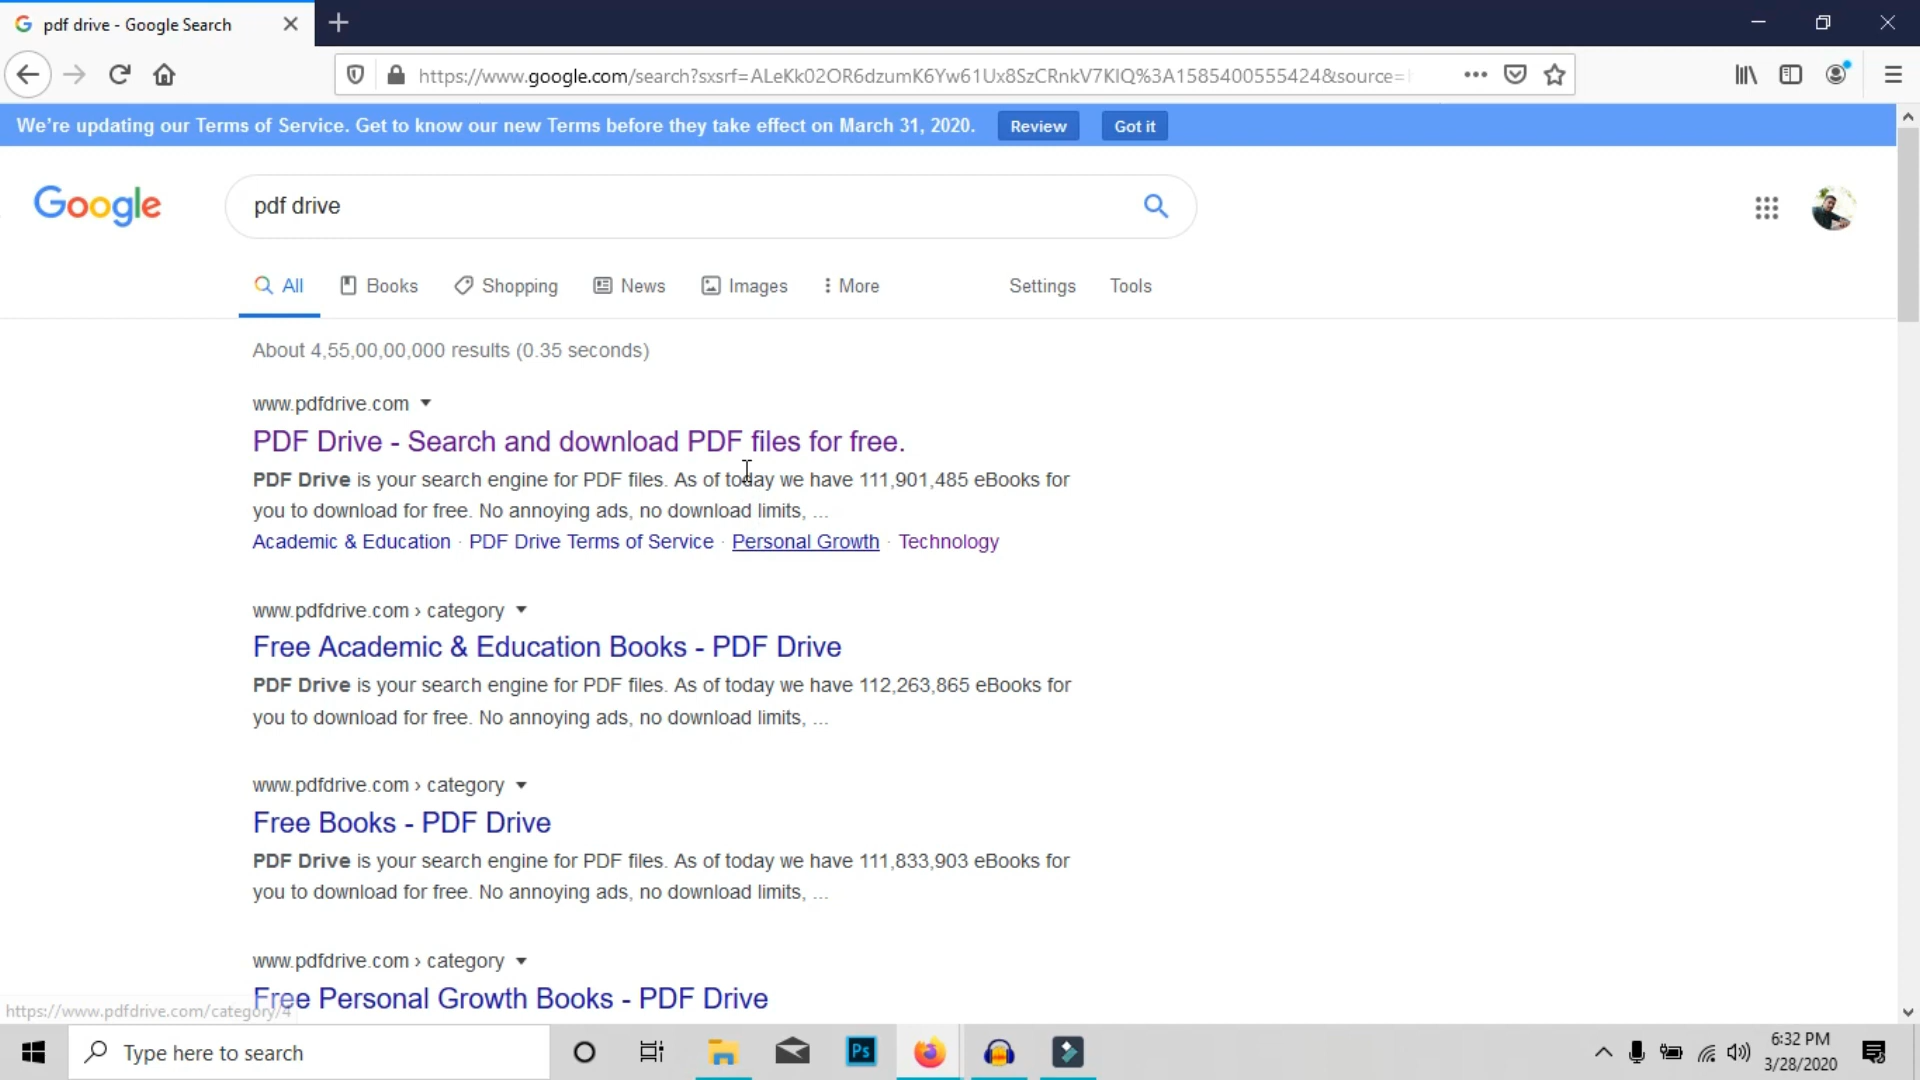 pdf drive - Google Search
https://www.google.com/search?sxsrf=ALeKk02OR6dzumK6Yw61Ux8SzCRnkV7KIQ%3A1585400555424&source=
We're updating our Terms of Service. Get to know our new Terms before they take effect on March 31, 2020.
Review
Got it
Google
pdf drive
All
Books
Shopping
News
Images
More
Settings
Tools
About 4,55,00,00,000 results (0.35 seconds)
www.pdfdrive.com
PDF Drive - Search and download PDF files for free.
PDF Drive is your search engine for PDF files. As of today we have 111,901,485 eBooks for
you to download for free. No annoying ads, no download limits, ...
Academic & Education · PDF Drive Terms of Service · Personal Growth · Technology
www.pdfdrive.com › category
Free Academic & Education Books - PDF Drive
PDF Drive is your search engine for PDF files. As of today we have 112,263,865 eBooks for
you to download for free. No annoying ads, no download limits, ...
www.pdfdrive.com › category
Free Books - PDF Drive
PDF Drive is your search engine for PDF files. As of today we have 111,833,903 eBooks for
you to download for free. No annoying ads, no download limits, ...
www.pdfdrive.com › category
Free Personal Growth Books - PDF Drive
https://www.pdfdrive.com/category/4
Type here to search
Ps
6:32 PM
3/28/2020